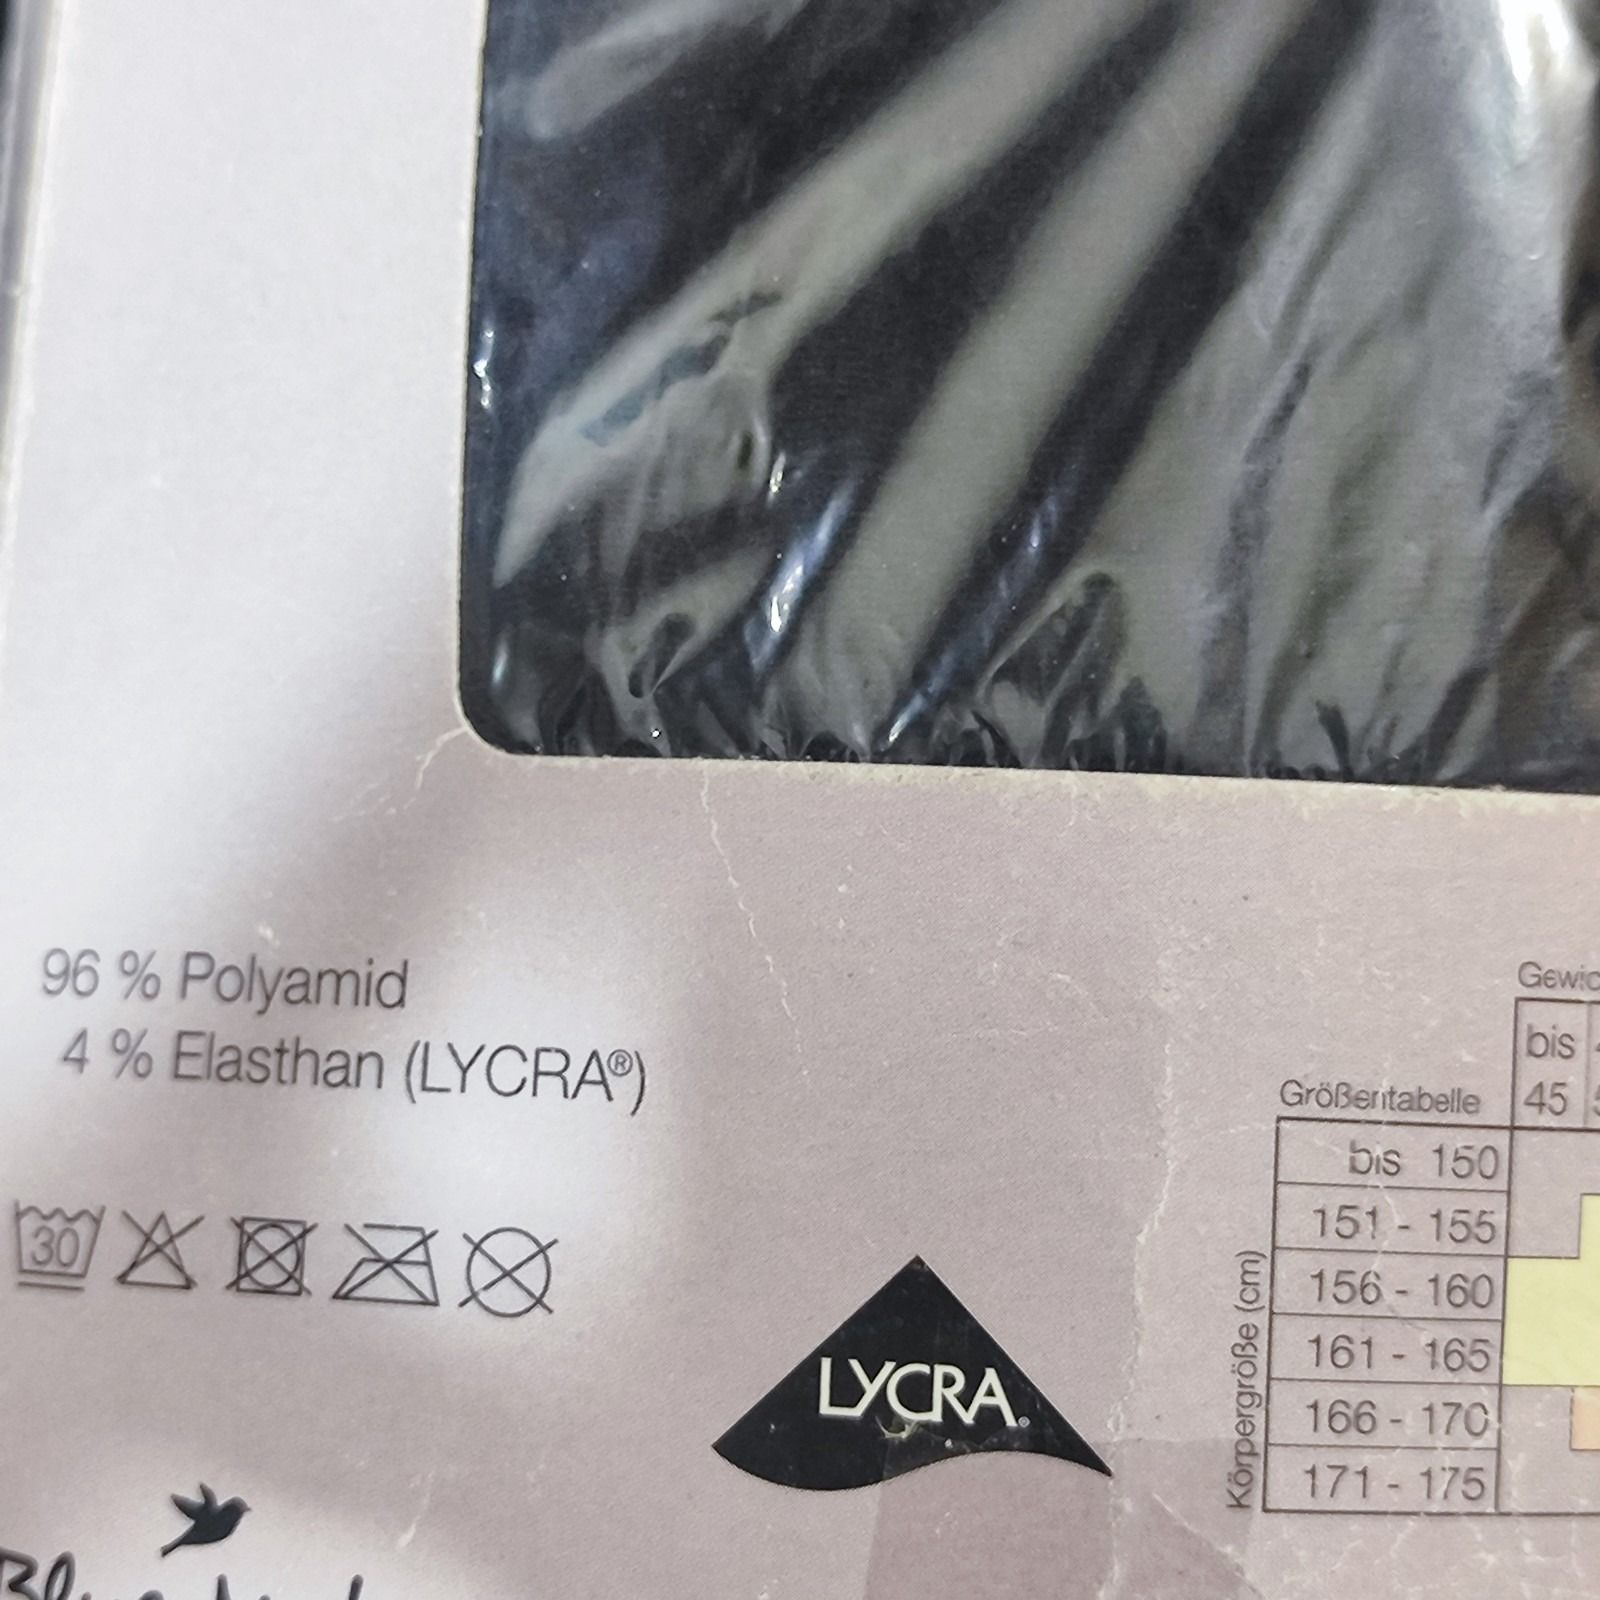 96 % Polyamid
4 % Elasthan (LYCRA®)
30
LYCRA®
bis
45
Größentabelle
bis 150
151 - 155
156 - 160
161 - 165
166 - 170
171 - 175
Körpergröße (cm)